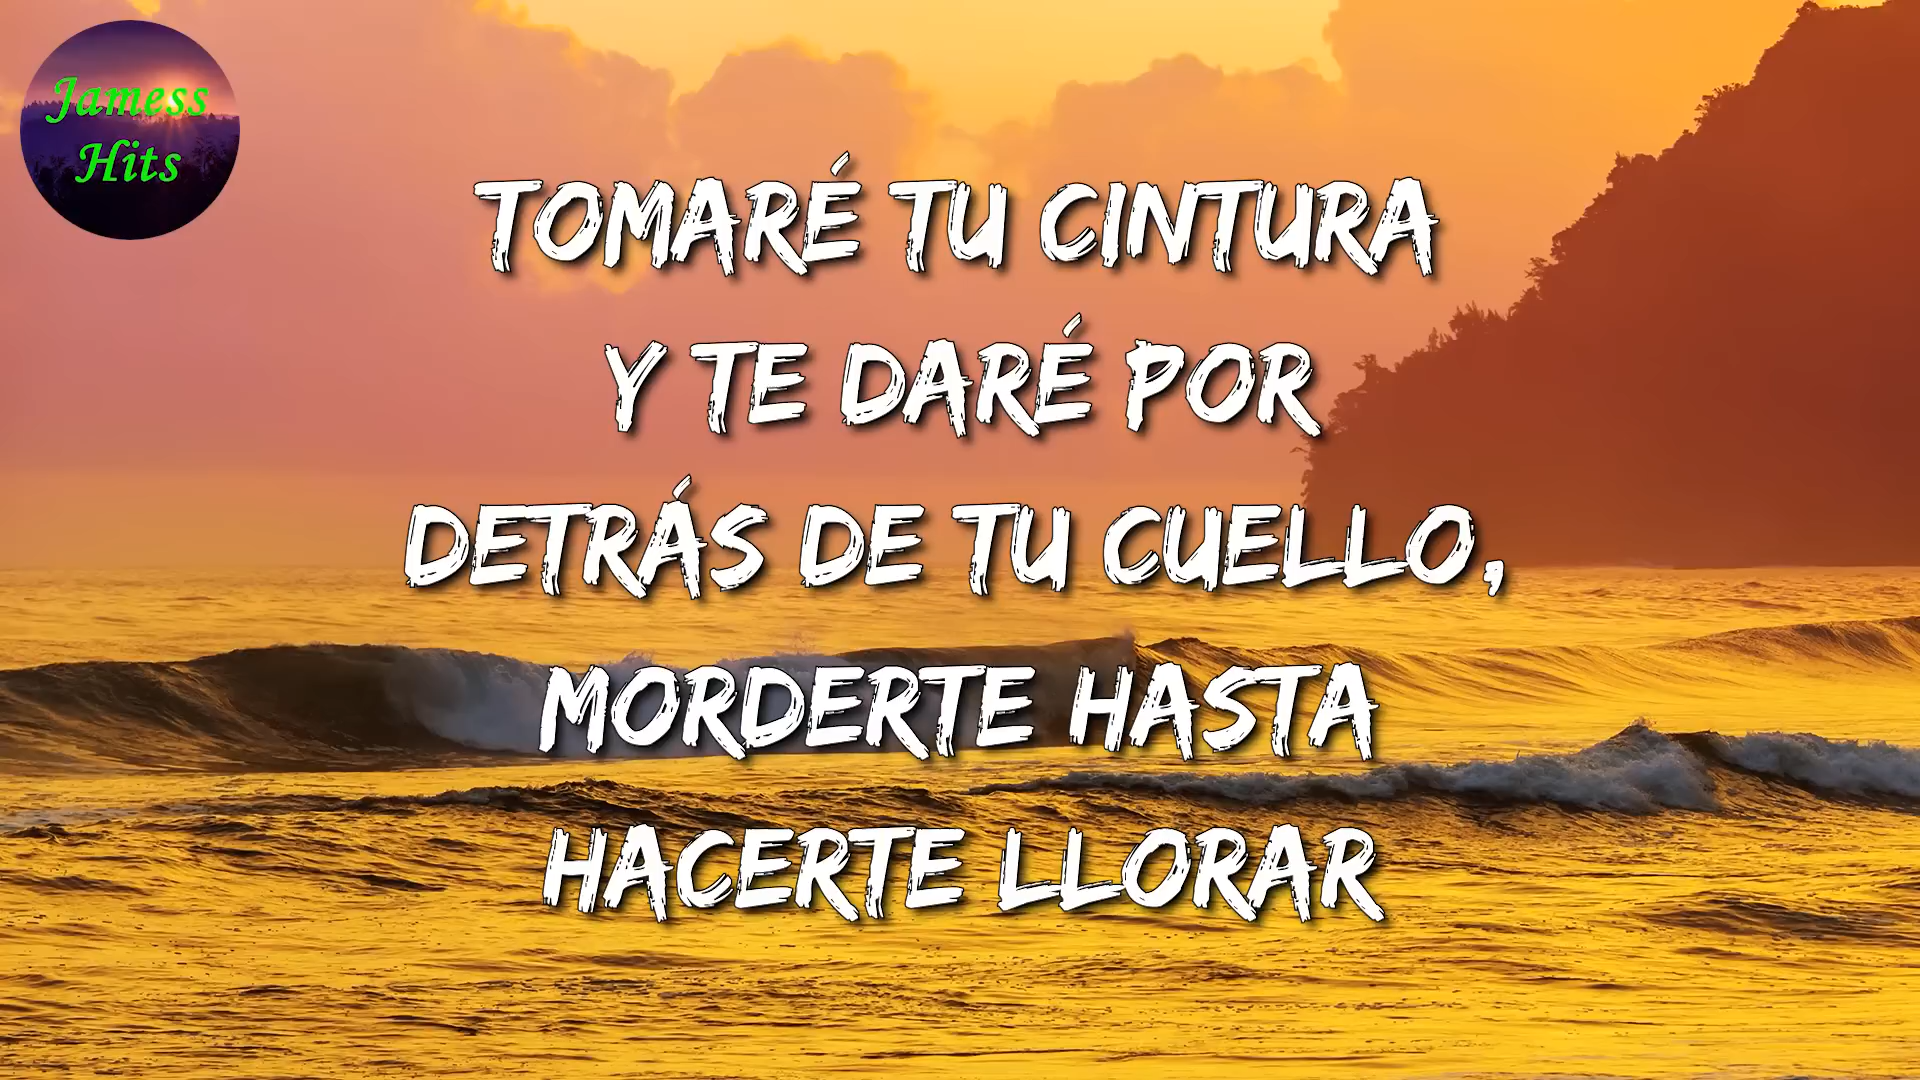 Jamess
Hits
TOMARÉ TU CINTURA
Y TE DARÉ POR
DETRÁS DE TU CUELLO,
MORDERTE HASTA
HACERTE LLORAR